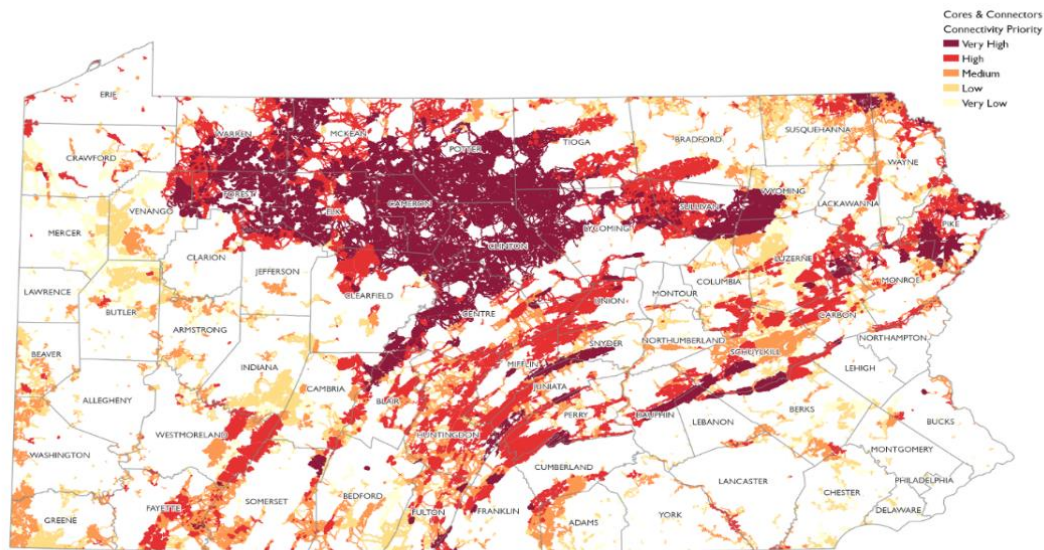 Cores & Connectors
Connectivity Priority
Very High
High
Medium
Low
Very Low
ERIE
WARREN
MCKEAN
POTTER
TIOGA
BRADFORD
SUSQUEHANNA
CRAWFORD
WAYNE
FOREST
ELK
CAMERON
SULLIVAN
WYOMING
LACKAWANNA
VENANGO
PIKE
MERCER
LYCOMING
CLINTON
CLARION
LUZERNE
JEFFERSON
COLUMBIA
MONROE
LAWRENCE
CLEARFIELD
MONTOUR
BUTLER
CENTRE
UNION
CARBON
ARMSTRONG
NORTHUMBERLAND
NORTHAMPTON
SNYDER
BEAVER
SCHUYLKILL
MIFFLIN
INDIANA
LEHIGH
CAMBRIA
JUNIATA
ALLEGHENY
BLAIR
PERRY
DAUPHIN
BERKS
LEBANON
BUCKS
WESTMORELAND
HUNTINGDON
MONTGOMERY
WASHINGTON
CUMBERLAND
PHILADELPHIA
LANCASTER
SOMERSET
BEDFORD
CHESTER
FAYETTE
FULTON
FRANKLIN
DELAWARE
GREENE
ADAMS
YORK